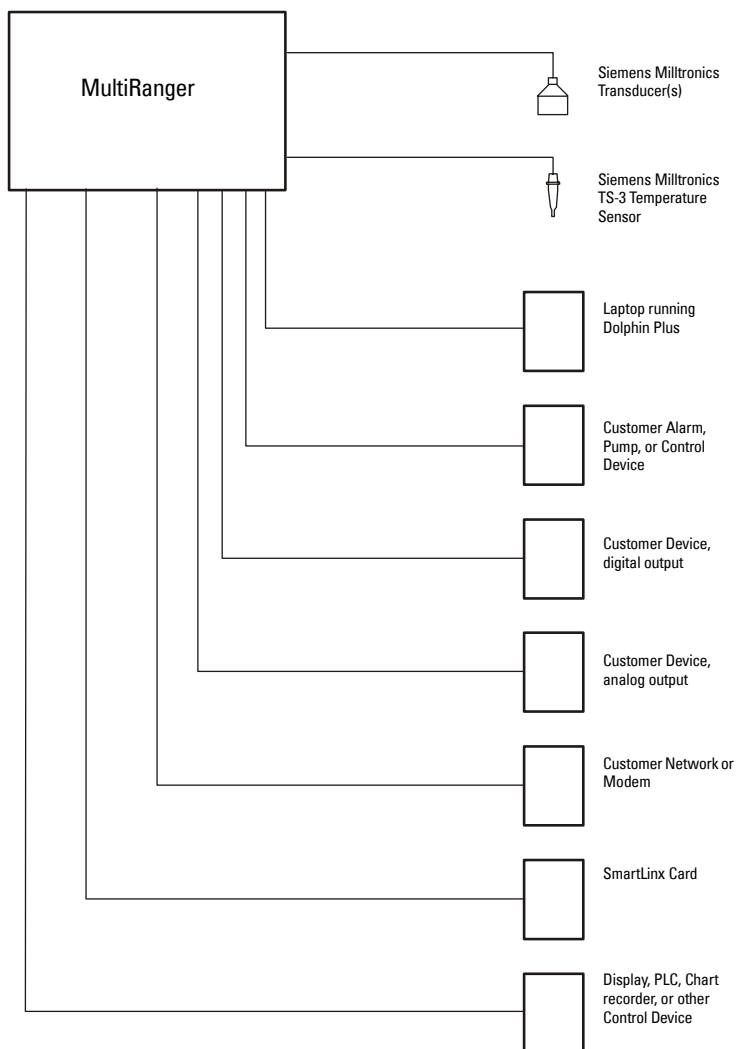 MultiRanger
Siemens Milltronics
Transducer(s)
Siemens Milltronics
TS-3 Temperature
Sensor
Laptop running
Dolphin Plus
Customer Alarm,
Pump, or Control
Device
Customer Device,
digital output
Customer Device,
analog output
Customer Network or
Modem
SmartLinx Card
Display, PLC, Chart
recorder, or other
Control Device